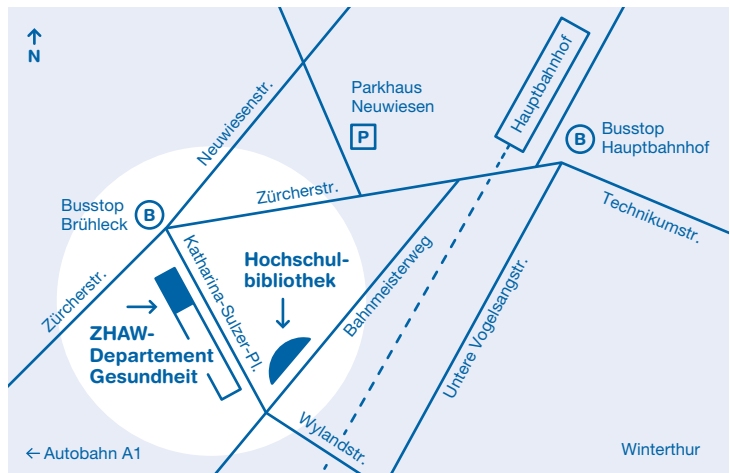 N
Neuwiesenstr.
Parkhaus
Neuwiesen
P
Hauptbahnhof
B
Busstop
Hauptbahnhof
Busstop
Brühleck
B
Zürcherstr.
Technikumstr.
Zürcherstr.
Katharina-Sulzer-Pl.
Hochschul-
bibliothek
Bahnmeisterweg
Untere Vogelsangstr.
ZHAW-
Departement
Gesundheit
Wylandstr.
← Autobahn A1
Winterthur